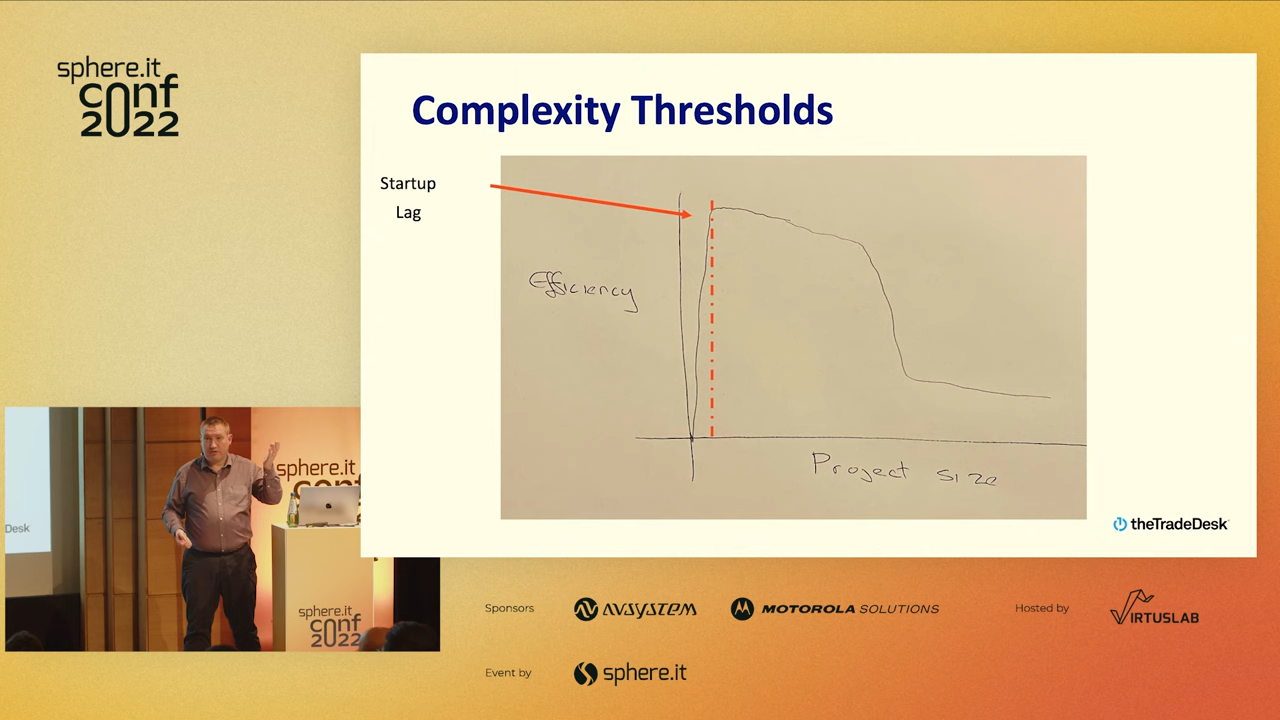 sphere.it
conf
2022
Complexity Thresholds
Startup
Lag
Efficiency
Project size
theTradeDesk
Desk
sphere.it
conf
sphere.it
conf
2022
Sponsors
AVSYSTEM
MOTOROLA SOLUTIONS
Hosted by
VIRTUSLAB
Event by
sphere.it